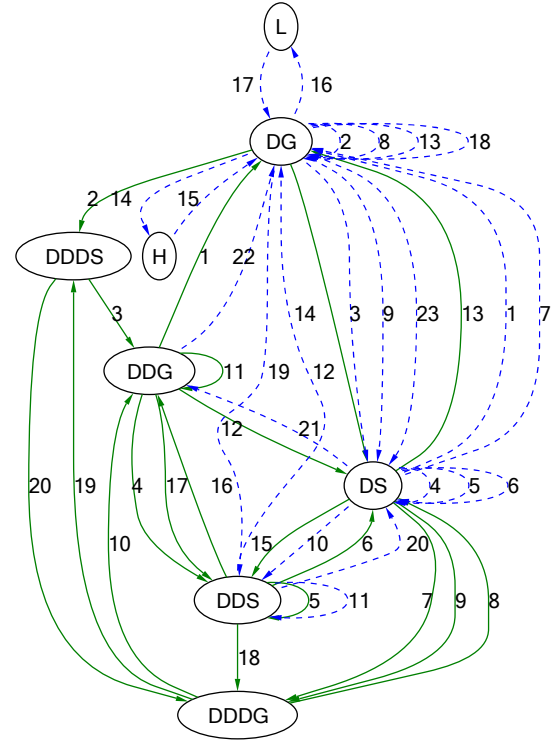 L
17 16
DG 2 8 13 18
2 14 15
DDDS H 1 22
3 14 3 9 23 13 1 7
DDG 11 19 12
12 21
20 19 10 4 17 16 DS 4 5 6
15 10 6 20
DDS 5 11 7 9 8
18
DDDG